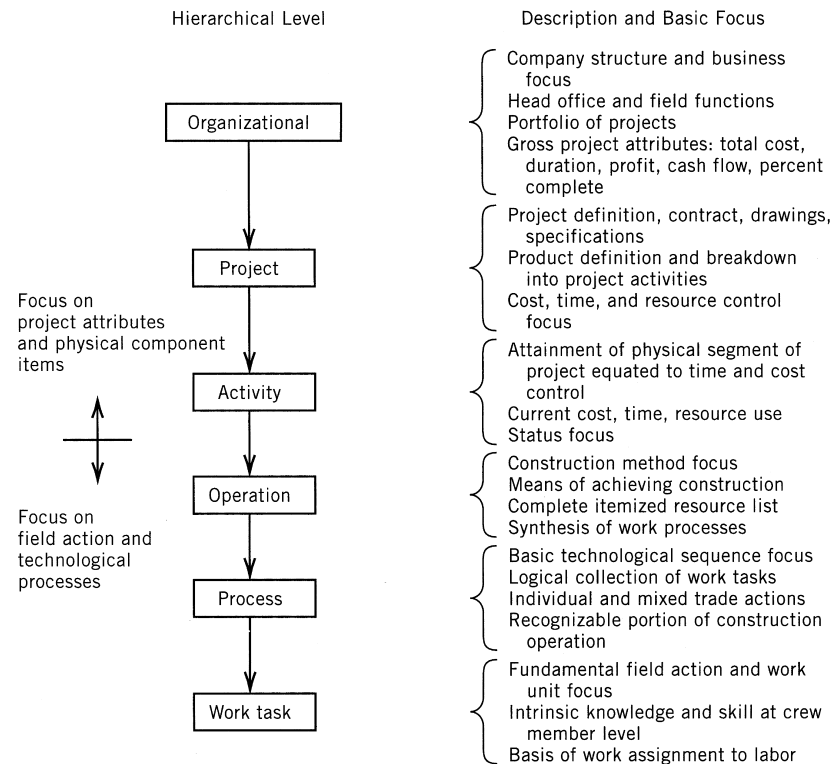 Hierarchical Level
Description and Basic Focus
Organizational
Company structure and business
focus
Head office and field functions
Portfolio of projects
Gross project attributes: total cost,
duration, profit, cash flow, percent
complete
Project
Project definition, contract, drawings,
specifications
Product definition and breakdown
into project activities
Cost, time, and resource control
focus
Focus on
project attributes
and physical component
items
Activity
Attainment of physical segment of
project equated to time and cost
control
Current cost, time, resource use
Status focus
Operation
Construction method focus
Means of achieving construction
Complete itemized resource list
Synthesis of work processes
Focus on
field action and
technological
processes
Process
Basic technological sequence focus
Logical collection of work tasks
Individual and mixed trade actions
Recognizable portion of construction
operation
Work task
Fundamental field action and work
unit focus
Intrinsic knowledge and skill at crew
member level
Basis of work assignment to labor